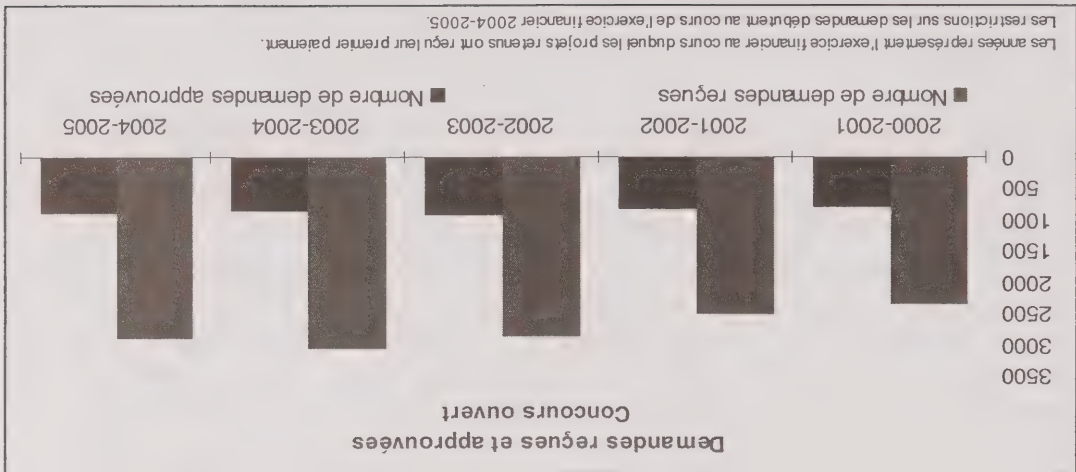 Demandes reçues et approuvées
Concours ouvert
3500
3000
2500
2000
1500
1000
500
0
2000-2001 2001-2002 2002-2003 2003-2004 2004-2005
Nombre de demandes reçues Nombre de demandes approuvées
Les années représentent l'exercice financier au cours duquel les projets retenus ont reçu leur premier paiement.
Les restrictions sur les demandes débutent au cours de l'exercice financier 2004-2005.